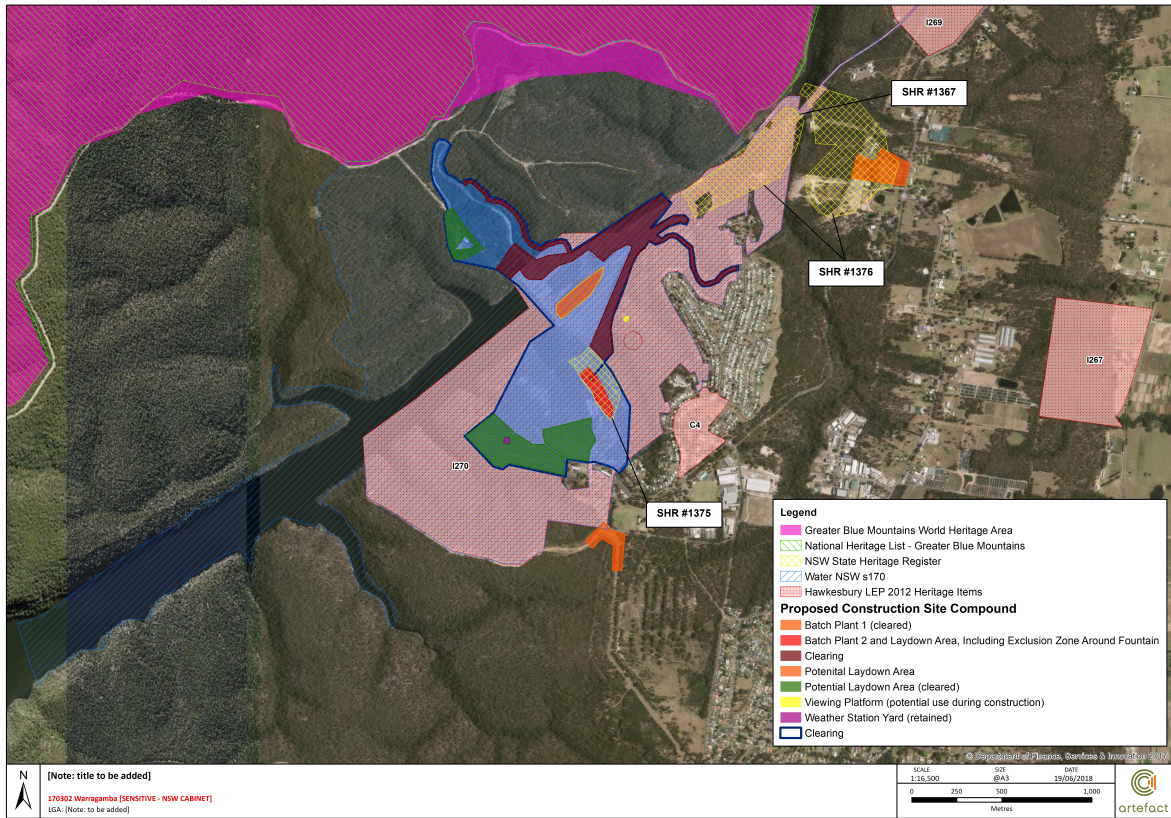 I269
SHR #1367
SHR #1376
I267
C4
I270
SHR #1375
Legend
Greater Blue Mountains World Heritage Area
National Heritage List - Greater Blue Mountains
NSW State Heritage Register
Water NSW s170
Hawkesbury LEP 2012 Heritage Items
Proposed Construction Site Compound
Batch Plant 1 (cleared)
Batch Plant 2 and Laydown Area, Including Exclusion Zone Around Fountain
Clearing
Potenital Laydown Area
Potential Laydown Area (cleared)
Viewing Platform (potential use during construction)
Weather Station Yard (retained)
Clearing
© Department of Finance, Services & Innovation 2017
N
[Note: title to be added]
170302 Warragamba [SENSITIVE - NSW CABINET]
LGA: [Note: to be added]
SCALE SIZE DATE
1:16,500 @A3 19/06/2018
0 250 500 1,000
Metres
artefact